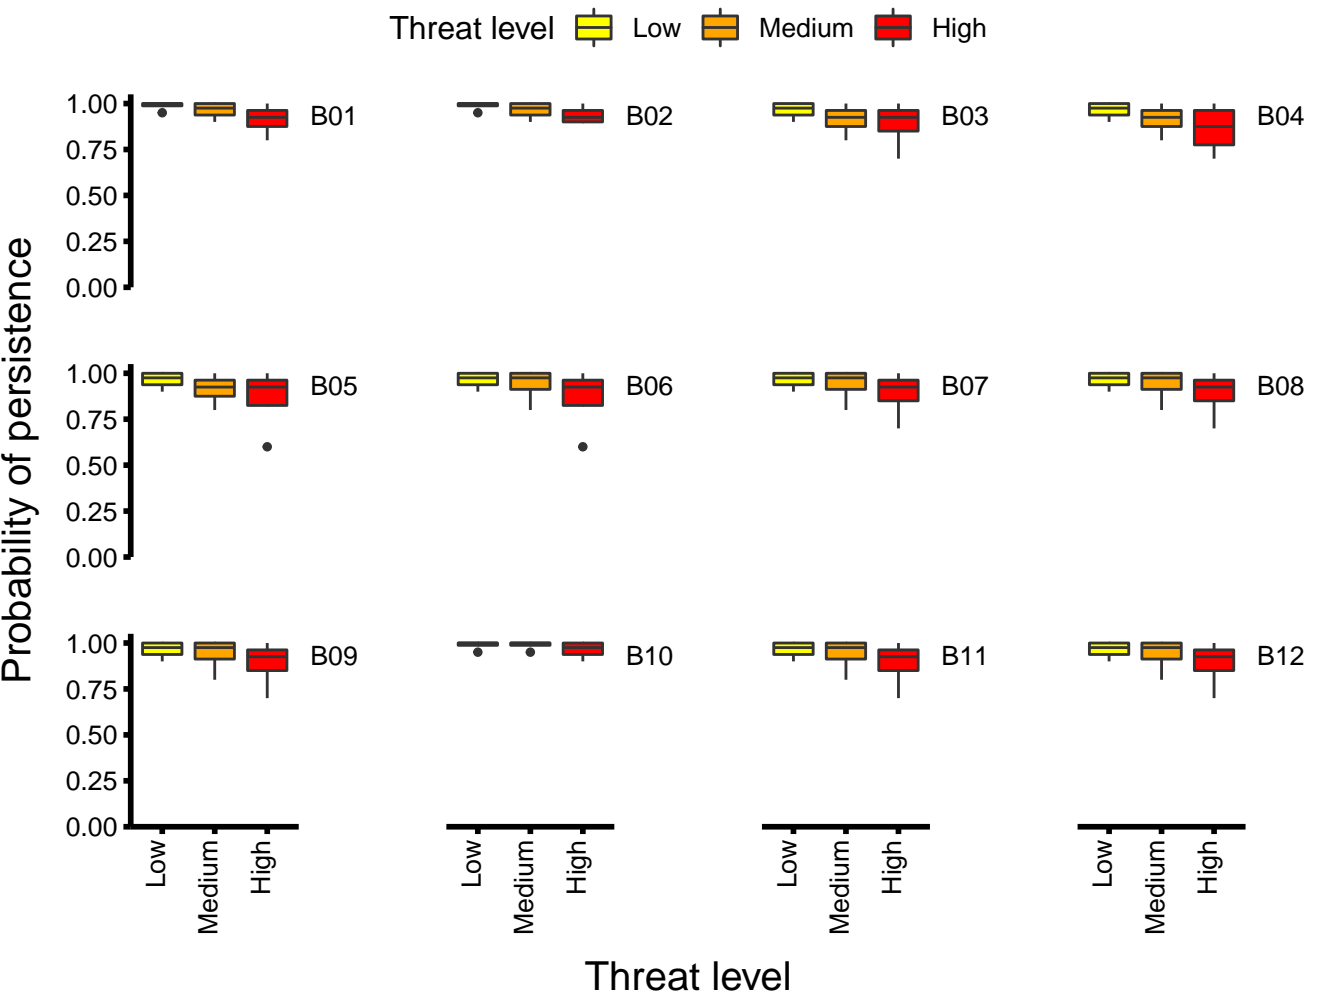 Threat level Low Medium High
1.00 0.75 0.50 0.25 0.00 B01 B02 B03 B04
Probability of persistence
1.00 0.75 0.50 0.25 0.00 B05 B06 B07 B08
1.00 0.75 0.50 0.25 0.00 B09 B10 B11 B12
Low Medium High Low Medium High Low Medium High Low Medium High
Threat level